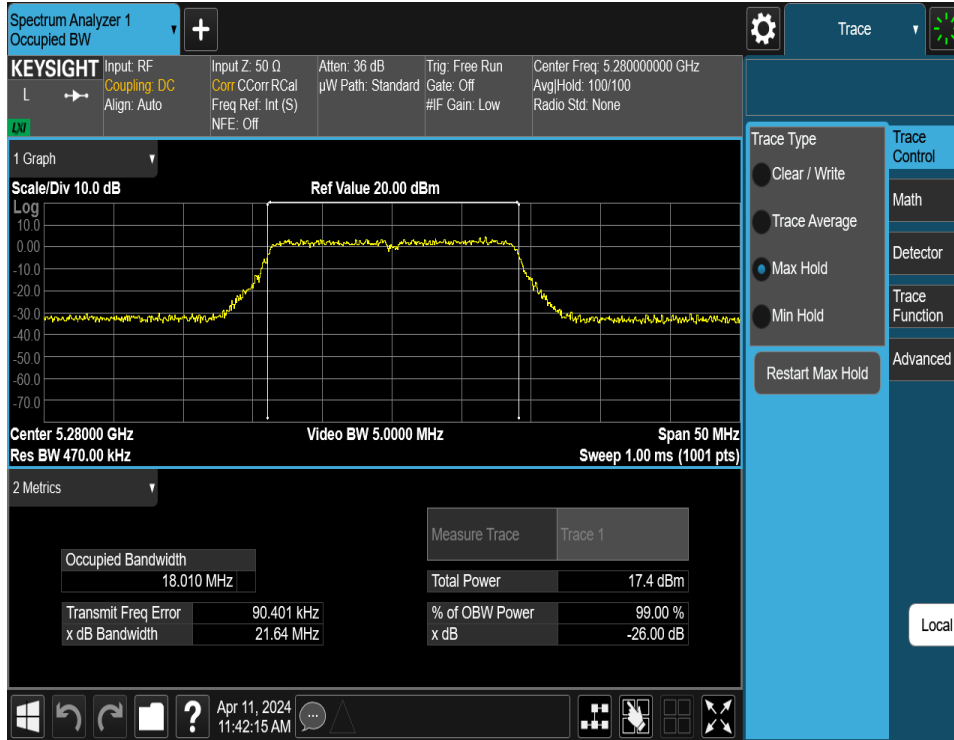 Spectrum Analyzer 1
Occupied BW
+
Trace
KEYSIGHT
L
LXI
Input: RF
Coupling: DC
Align: Auto
Input Z: 50 Ω
Corr CCorr RCal
Freq Ref: Int (S)
NFE: Off
Atten: 36 dB
µW Path: Standard
Trig: Free Run
Gate: Off
#IF Gain: Low
Center Freq: 5.280000000 GHz
Avg|Hold: 100/100
Radio Std: None
1 Graph
Scale/Div 10.0 dB
Ref Value 20.00 dBm
Log
10.0
0.00
-10.0
-20.0
-30.0
-40.0
-50.0
-60.0
-70.0
Center 5.28000 GHz
Video BW 5.0000 MHz
Span 50 MHz
Res BW 470.00 kHz
Sweep 1.00 ms (1001 pts)
2 Metrics
Measure Trace
Trace 1
Occupied Bandwidth
18.010 MHz
Total Power
17.4 dBm
Transmit Freq Error
90.401 kHz
% of OBW Power
99.00 %
x dB Bandwidth
21.64 MHz
x dB
-26.00 dB
?
Apr 11, 2024
11:42:15 AM
Trace Type
Clear / Write
Trace Average
Max Hold
Min Hold
Restart Max Hold
Trace
Control
Math
Detector
Trace
Function
Advanced
Local